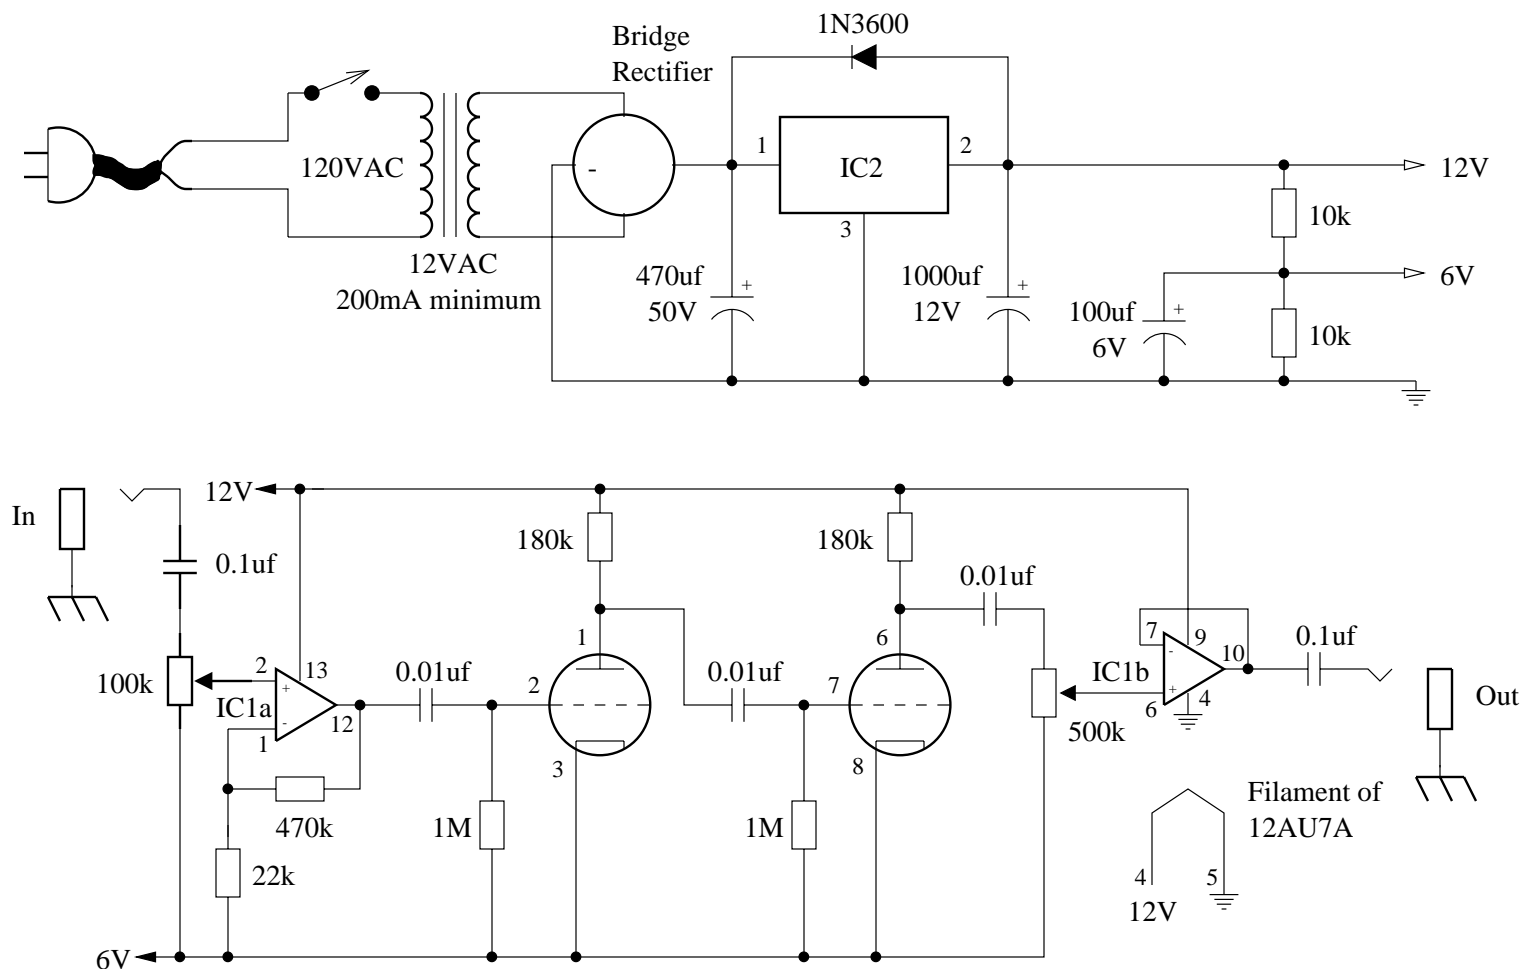 1N3600
Bridge
Rectifier
120VAC
-
1
IC2
2
3
12V
10k
12VAC
200mA minimum
470uf
50V
+
1000uf
12V
+
6V
100uf
6V
+
10k
In
12V
0.1uf
180k
180k
0.01uf
100k
2
13
+
IC1a
-
1
12
0.01uf
1
2
3
0.01uf
6
7
8
7
9
-
10
IC1b
+
6
4
0.1uf
500k
Out
470k
1M
1M
22k
Filament of
12AU7A
4
5
12V
6V